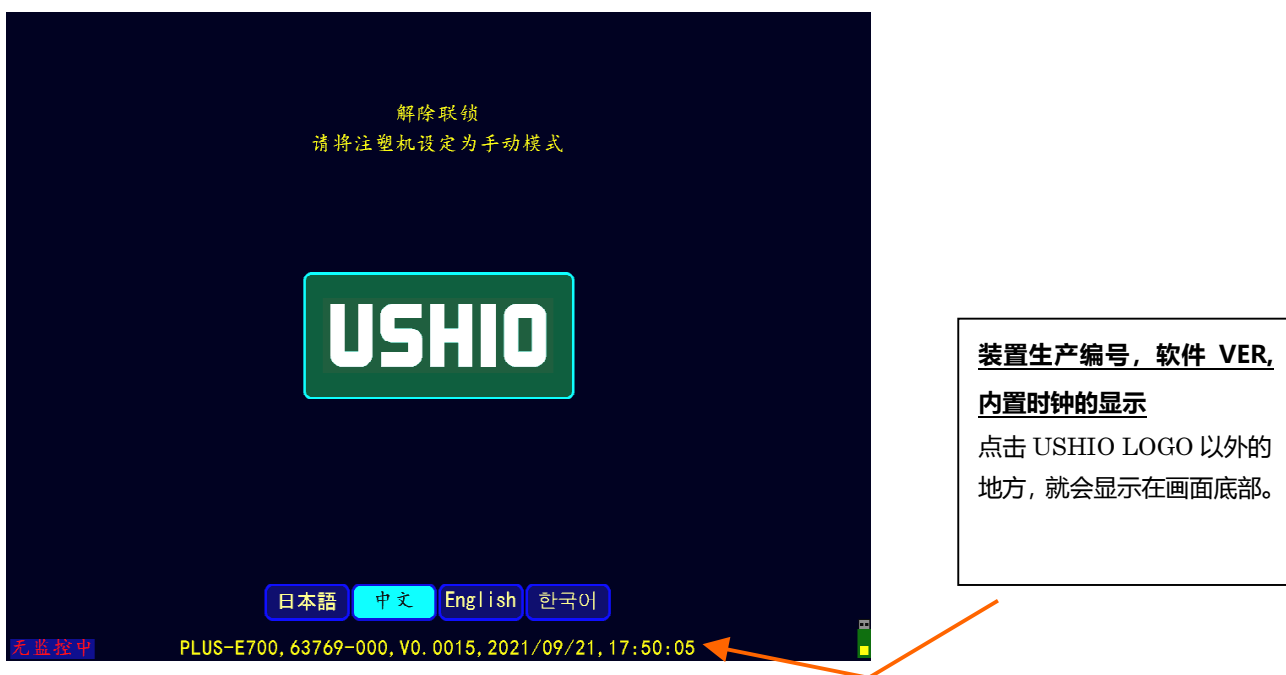 解除联锁
请将注塑机设定为手动模式
USHIO
日本語 中文 English 한국어
无监控中 PLUS-E700,63769-000,V0.0015,2021/09/21,17:50:05
装置生产编号，软件 VER,
内置时钟的显示
点击 USHIO LOGO 以外的
地方，就会显示在画面底部。